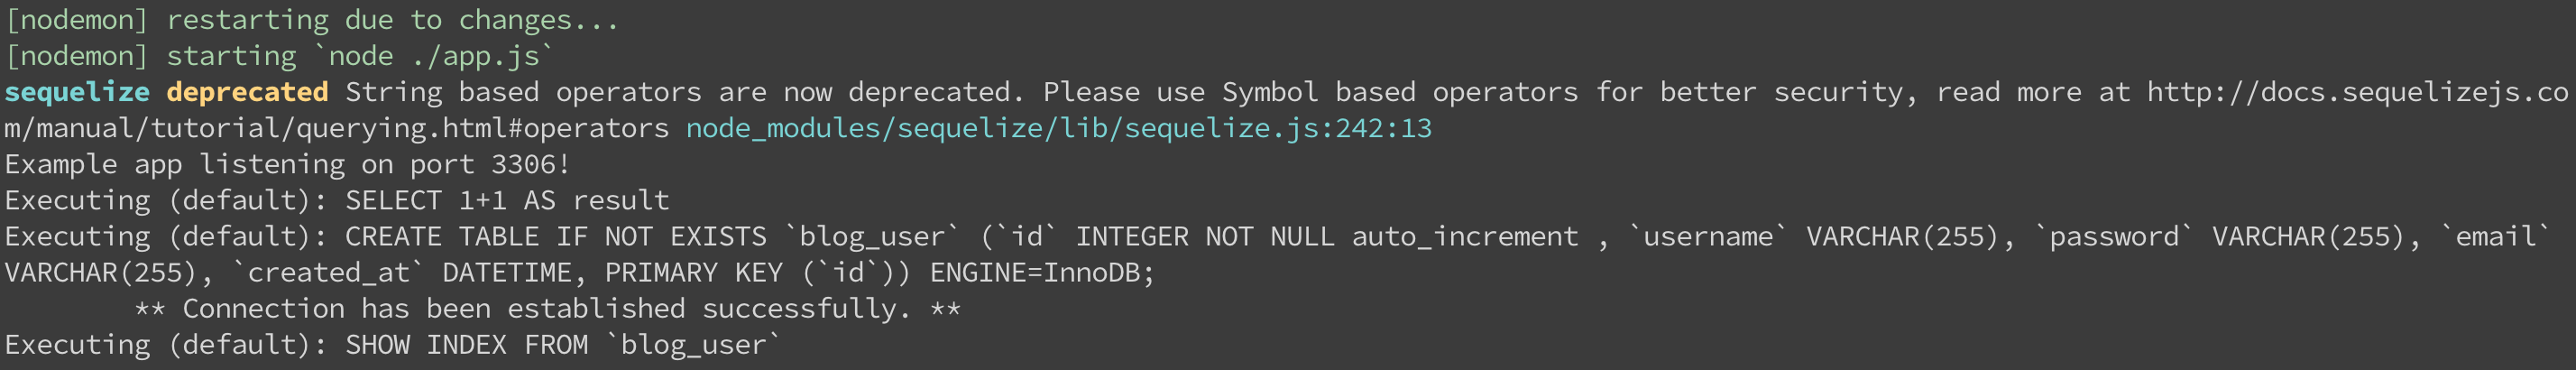 [nodemon] restarting due to changes...
[nodemon] starting `node ./app.js`
sequelize deprecated String based operators are now deprecated. Please use Symbol based operators for better security, read more at http://docs.sequelizejs.co
m/manual/tutorial/querying.html#operators node_modules/sequelize/lib/sequelize.js:242:13
Example app listening on port 3306!
Executing (default): SELECT 1+1 AS result
Executing (default): CREATE TABLE IF NOT EXISTS `blog_user` (`id` INTEGER NOT NULL auto_increment , `username` VARCHAR(255), `password` VARCHAR(255), `email`
VARCHAR(255), `created_at` DATETIME, PRIMARY KEY (`id`)) ENGINE=InnoDB;
** Connection has been established successfully. **
Executing (default): SHOW INDEX FROM `blog_user`